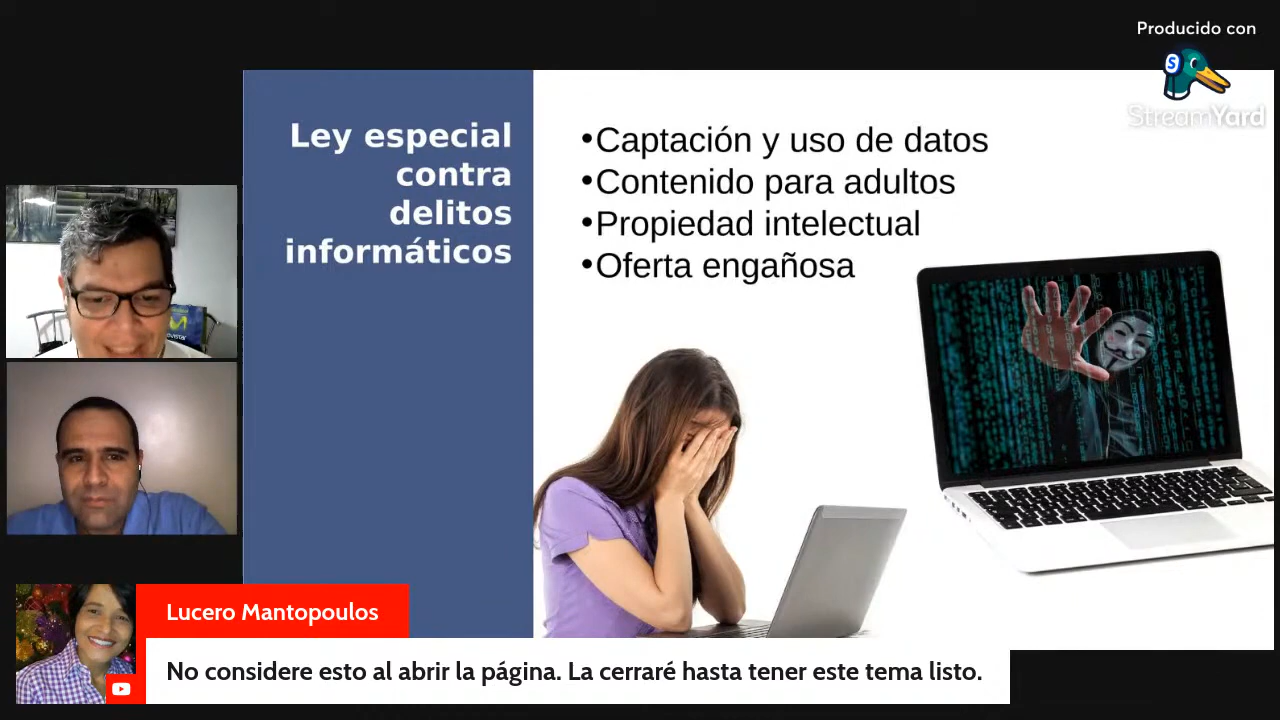 Producido con
StreamYard
Ley especial
contra
delitos
informáticos
•Captación y uso de datos
•Contenido para adultos
•Propiedad intelectual
•Oferta engañosa
movistar
Lucero Mantopoulos
No considere esto al abrir la página. La cerraré hasta tener este tema listo.